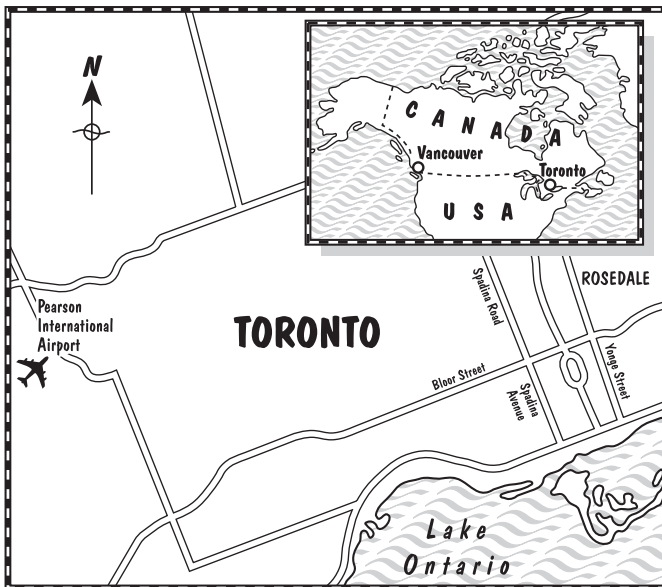 N
CANADA
Vancouver
Toronto
USA
Pearson
International
Airport
TORONTO
Spadina Road
ROSEDALE
Bloor Street
Spadina
Avenue
Yonge Street
Lake
Ontario